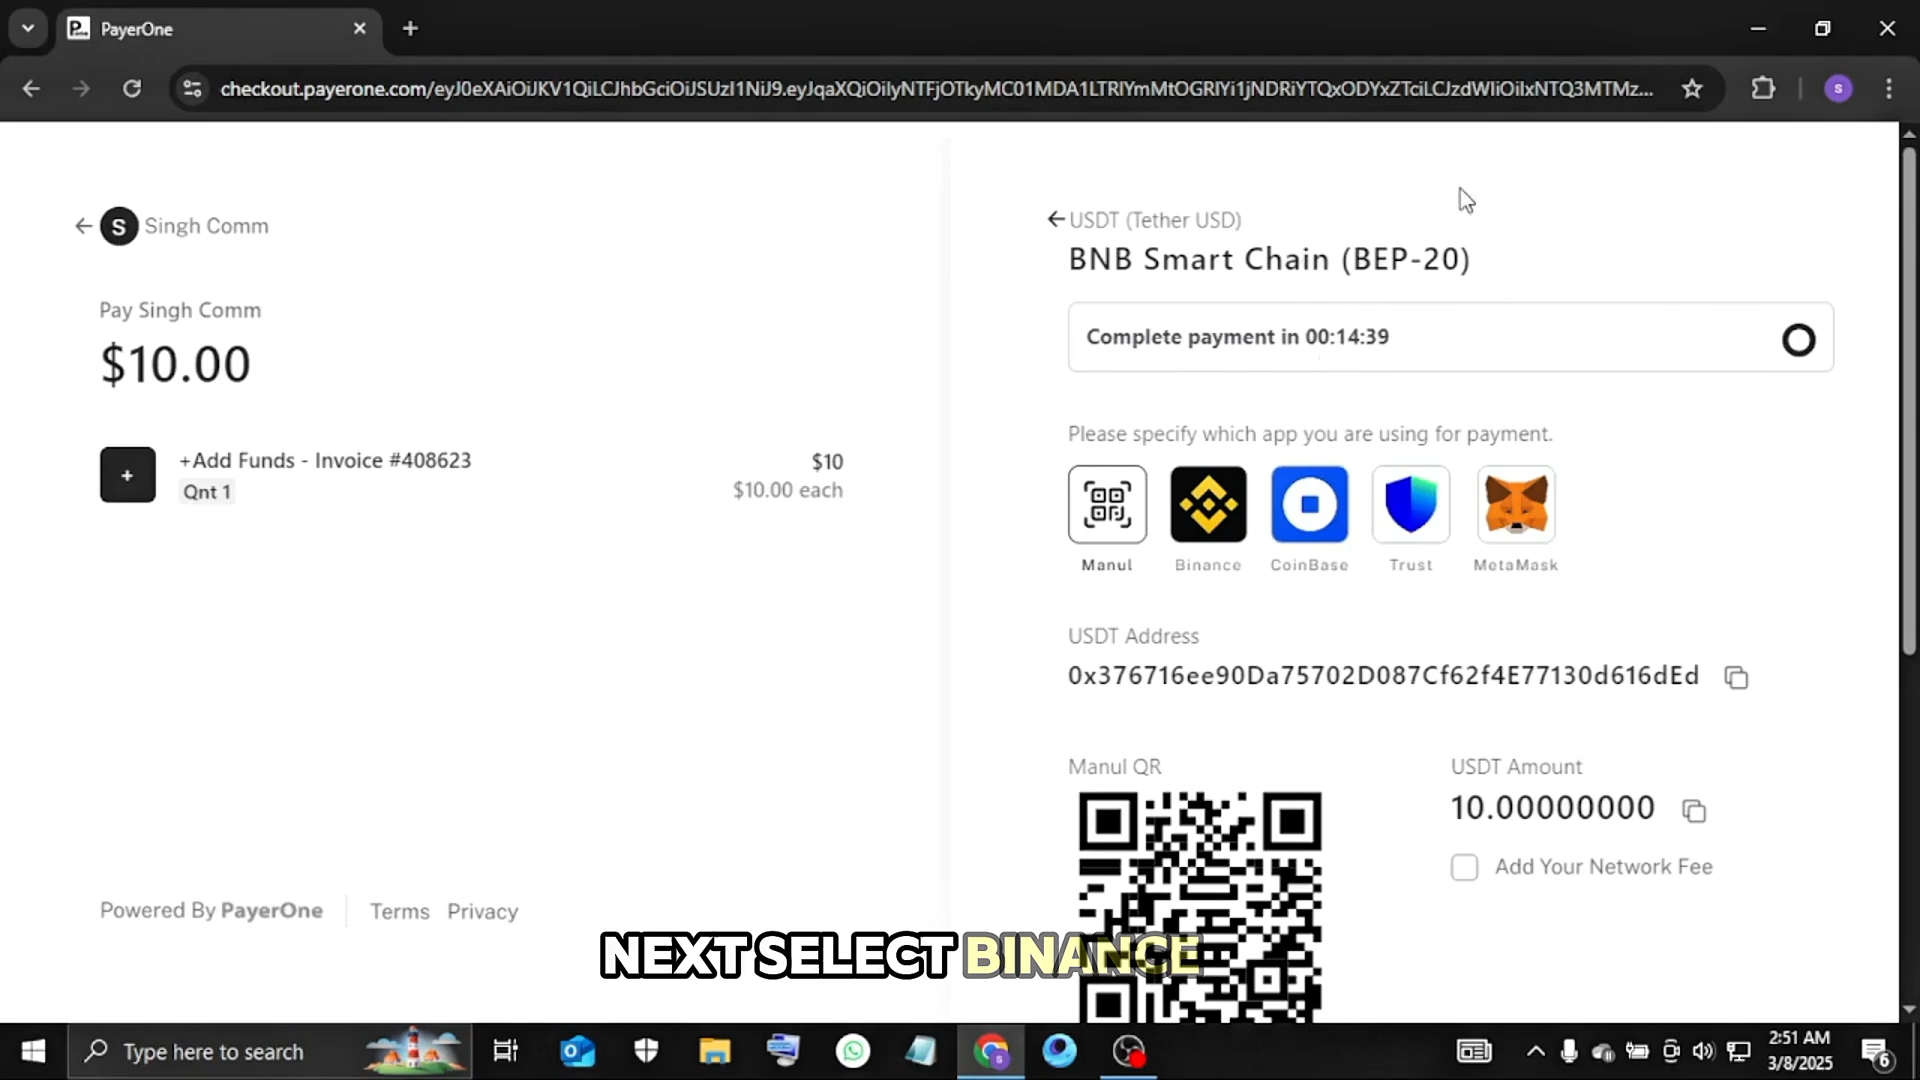 PayerOne
checkout.payerone.com/eyJ0eXAiOiJKV1QiLCJhbGciOiJSUzI1NiJ9.eyJqaXQiOiIyNTFjOTkyMC01MDA1LTRlYmMtOGRlYi1jNDRiYTQxODYxZTciLCJzdWIiOiIxNTQ3MTMz...
S
S Singh Comm
Pay Singh Comm
$10.00
+ +Add Funds - Invoice #408623 $10
Qnt 1 $10.00 each
Powered By PayerOne Terms Privacy
USDT (Tether USD)
BNB Smart Chain (BEP-20)
Complete payment in 00:14:39
Please specify which app you are using for payment.
Manul Binance CoinBase Trust MetaMask
USDT Address
0x376716ee90Da75702D087Cf62f4E77130d616dEd
Manul QR
USDT Amount
10.00000000
Add Your Network Fee
NEXT SELECT BINANCE
Type here to search
2:51 AM
3/8/2025
6